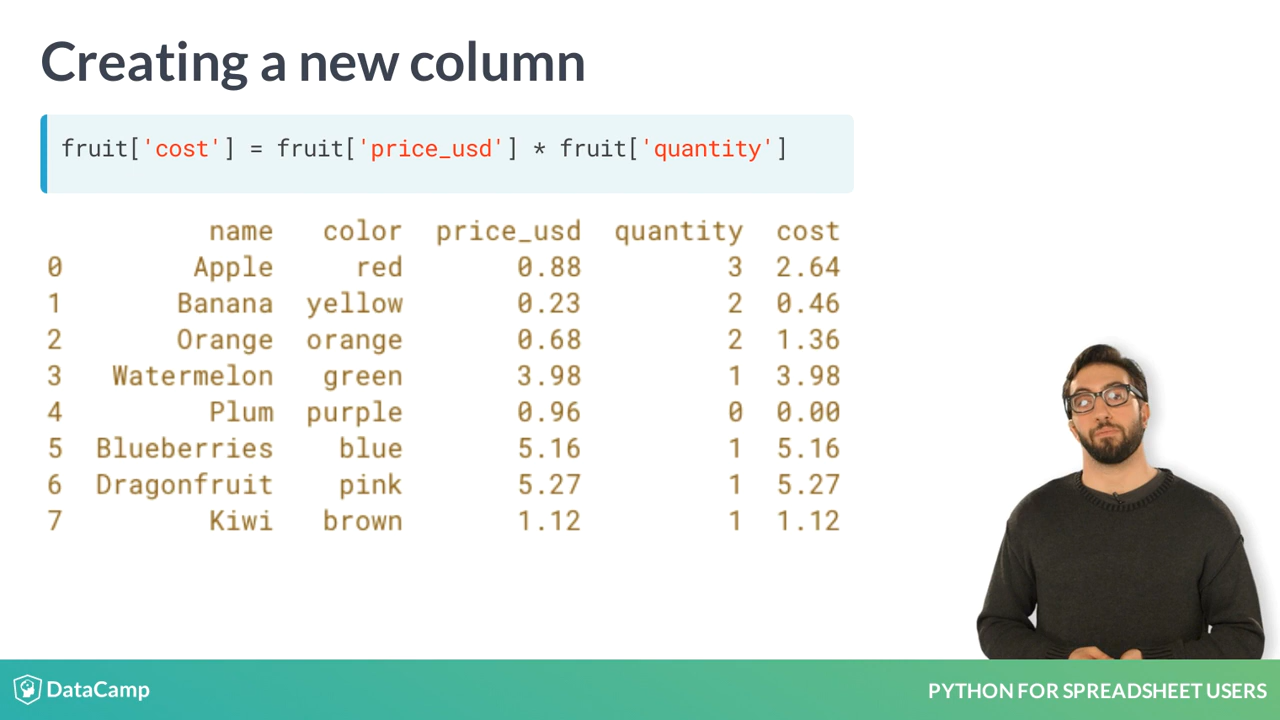 Creating a new column
fruit['cost'] = fruit['price_usd'] * fruit['quantity']
name color price_usd quantity cost
0 Apple red 0.88 3 2.64
1 Banana yellow 0.23 2 0.46
2 Orange orange 0.68 2 1.36
3 Watermelon green 3.98 1 3.98
4 Plum purple 0.96 0 0.00
5 Blueberries blue 5.16 1 5.16
6 Dragonfruit pink 5.27 1 5.27
7 Kiwi brown 1.12 1 1.12
DataCamp
PYTHON FOR SPREADSHEET USERS